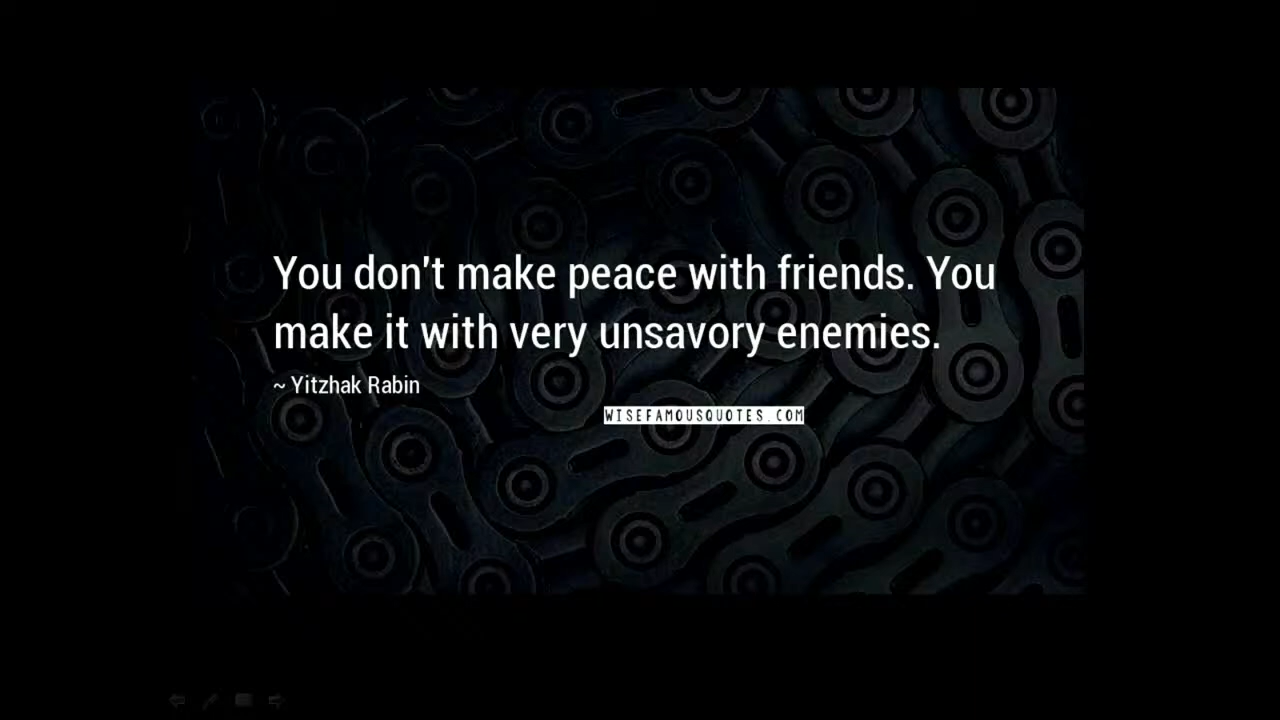 You don't make peace with friends. You
make it with very unsavory enemies.
~ Yitzhak Rabin
WISEFAMOUSQUOTES.COM